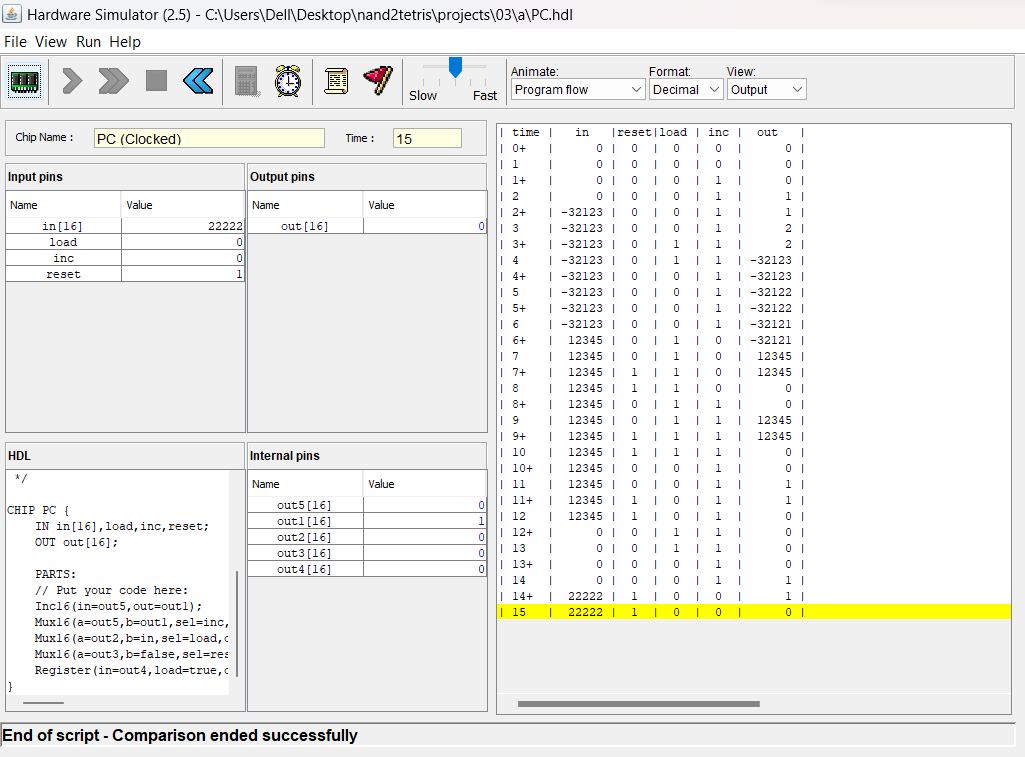 Hardware Simulator (2.5) - C:\Users\Dell\Desktop\nand2tetris\projects\03\a\PC.hdl
File View Run Help
Slow Fast
Animate: Format: View:
Program flow Decimal Output
Chip Name : PC (Clocked) Time : 15
Input pins
Name Value
in[16] 22222
load 0
inc 0
reset 1
Output pins
Name Value
out[16] 0
HDL
*/
CHIP PC {
IN in[16],load,inc,reset;
OUT out[16];
PARTS:
// Put your code here:
Inc16(in=out5,out=out1);
Mux16(a=out5,b=out1,sel=inc,
Mux16(a=out2,b=in,sel=load,o
Mux16(a=out3,b=false,sel=res
Register(in=out4,load=true,o
}
Internal pins
Name Value
out5[16] 0
out1[16] 1
out2[16] 0
out3[16] 0
out4[16] 0
| time | in |reset|load | inc | out |
| 0+ | 0 | 0 | 0 | 0 | 0 |
| 1 | 0 | 0 | 0 | 0 | 0 |
| 1+ | 0 | 0 | 0 | 1 | 0 |
| 2 | 0 | 0 | 0 | 1 | 1 |
| 2+ | -32123 | 0 | 0 | 1 | 1 |
| 3 | -32123 | 0 | 0 | 1 | 2 |
| 3+ | -32123 | 0 | 1 | 1 | 2 |
| 4 | -32123 | 0 | 1 | 1 | -32123 |
| 4+ | -32123 | 0 | 0 | 1 | -32123 |
| 5 | -32123 | 0 | 0 | 1 | -32122 |
| 5+ | -32123 | 0 | 0 | 1 | -32122 |
| 6 | -32123 | 0 | 0 | 1 | -32121 |
| 6+ | 12345 | 0 | 1 | 0 | -32121 |
| 7 | 12345 | 0 | 1 | 0 | 12345 |
| 7+ | 12345 | 1 | 1 | 0 | 12345 |
| 8 | 12345 | 1 | 1 | 0 | 0 |
| 8+ | 12345 | 0 | 1 | 1 | 0 |
| 9 | 12345 | 0 | 1 | 1 | 12345 |
| 9+ | 12345 | 1 | 1 | 1 | 12345 |
| 10 | 12345 | 1 | 1 | 1 | 0 |
| 10+ | 12345 | 0 | 0 | 1 | 0 |
| 11 | 12345 | 0 | 0 | 1 | 1 |
| 11+ | 12345 | 1 | 0 | 1 | 1 |
| 12 | 12345 | 1 | 0 | 1 | 0 |
| 12+ | 0 | 0 | 1 | 1 | 0 |
| 13 | 0 | 0 | 1 | 1 | 0 |
| 13+ | 0 | 0 | 0 | 1 | 0 |
| 14 | 0 | 0 | 0 | 1 | 1 |
| 14+ | 22222 | 1 | 0 | 0 | 1 |
| 15 | 22222 | 1 | 0 | 0 | 0 |
End of script - Comparison ended successfully